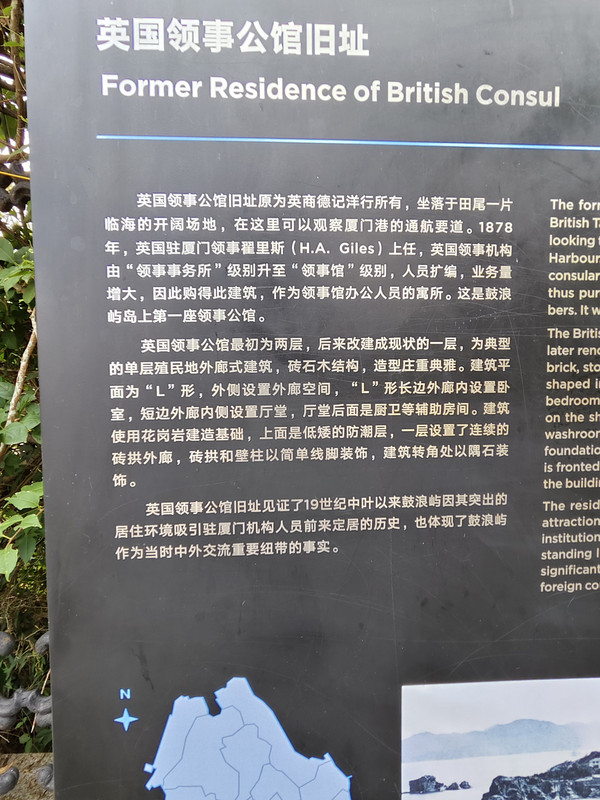 英国领事公馆旧址
Former Residence of British Consul
英国领事公馆旧址原为英商德记洋行所有，坐落于田尾一片
临海的开阔场地，在这里可以观察厦门港的通航要道。1878
年，英国驻厦门领事翟里斯（H.A. Giles）上任，英国领事机构
由“领事事务所”级别升至“领事馆”级别，人员扩编，业务量
增大，因此购得此建筑，作为领事馆办公人员的寓所。这是鼓浪
屿岛上第一座领事公馆。
英国领事公馆最初为两层，后来改建成现状的一层，为典型
的单层殖民地外廊式建筑，砖石木结构，造型庄重典雅。建筑平
面为“L”形，外侧设置外廊空间，“L”形长边外廊内设置卧
室，短边外廊内侧设置厅堂，厅堂后面是厨卫等辅助房间。建筑
使用花岗岩建造基础，上面是低矮的防潮层，一层设置了连续的
砖拱外廊，砖拱和壁柱以简单线脚装饰，建筑转角处以隅石装
饰。
英国领事公馆旧址见证了19世纪中叶以来鼓浪屿因其突出的
居住环境吸引驻厦门机构人员前来定居的历史，也体现了鼓浪屿
作为当时中外交流重要纽带的事实。
The for
British T
looking
Harbour
consular
thus pur
bers. It w
The Briti
later reno
brick, sto
shaped i
bedroom
on the sh
washroom
foundatio
is fronted
the buildi
The resid
attraction
institution
standing l
significant
foreign co
N